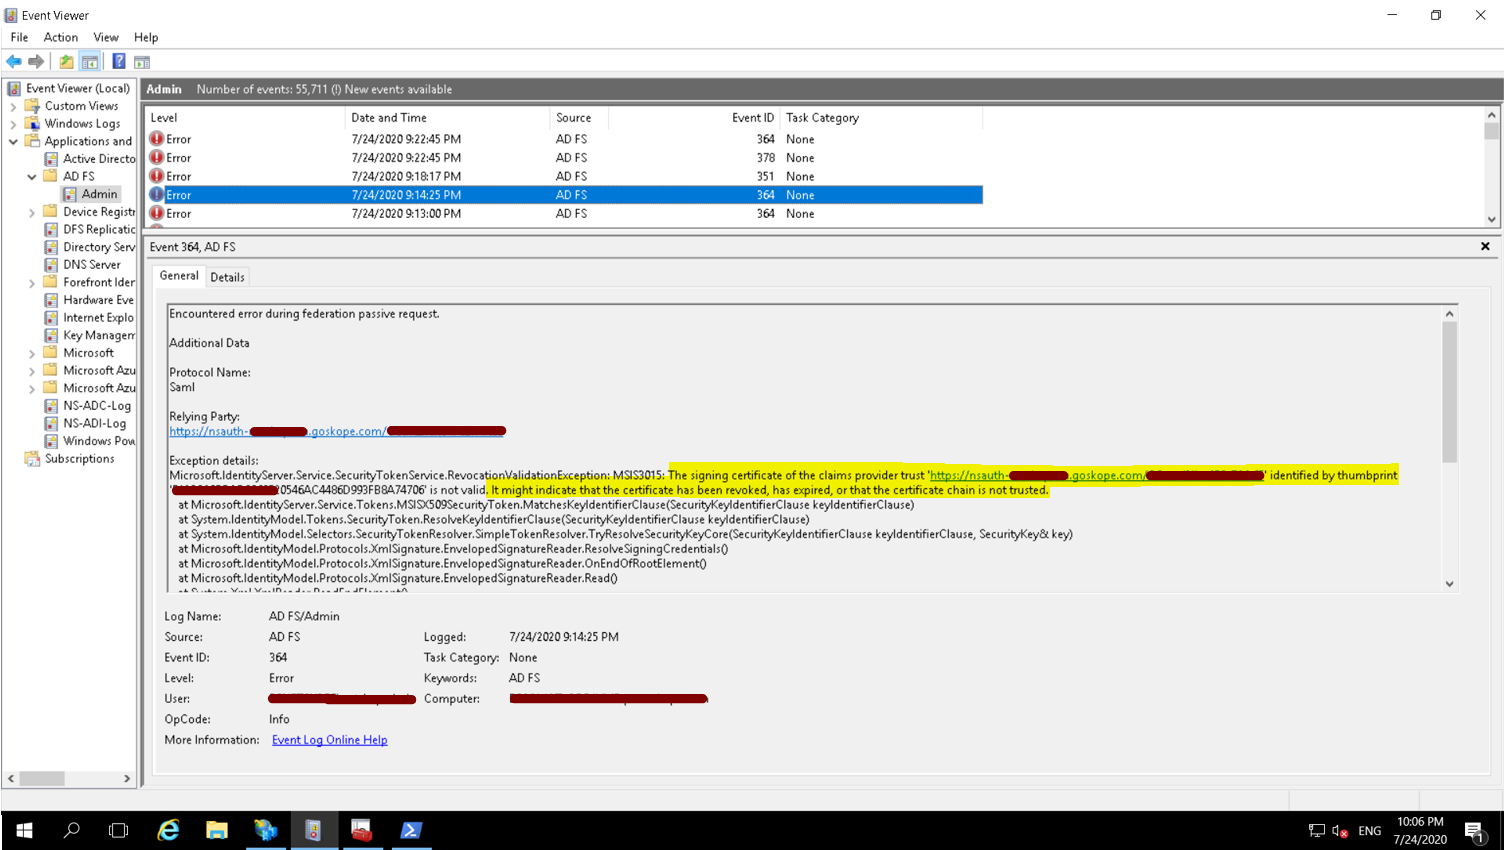 Event Viewer
File Action View Help
Event Viewer (Local)
Custom Views
Windows Logs
Applications and
Active Directo
AD FS
Admin
Device Registr
DFS Replicatic
Directory Serv
DNS Server
Forefront Ider
Hardware Eve
Internet Explo
Key Managem
Microsoft
Microsoft Azu
Microsoft Azu
NS-ADC-Log
NS-ADI-Log
Windows Pow
Subscriptions
Admin Number of events: 55,711 (!) New events available
Level Date and Time Source Event ID Task Category
Error 7/24/2020 9:22:45 PM AD FS 364 None
Error 7/24/2020 9:22:45 PM AD FS 378 None
Error 7/24/2020 9:18:17 PM AD FS 351 None
Error 7/24/2020 9:14:25 PM AD FS 364 None
Error 7/24/2020 9:13:00 PM AD FS 364 None
Event 364, AD FS
General Details
Encountered error during federation passive request.
Additional Data
Protocol Name:
Saml
Relying Party:
https://nsauth- .goskope.com/
Exception details:
Microsoft.IdentityServer.Service.SecurityTokenService.RevocationValidationException: MSIS3015: The signing certificate of the claims provider trust 'https://nsauth- .goskope.com/ ' identified by thumbprint
' 20546AC4486D993FB8A74706' is not valid. It might indicate that the certificate has been revoked, has expired, or that the certificate chain is not trusted.
at Microsoft.IdentityServer.Service.Tokens.MSISX509SecurityToken.MatchesKeyIdentifierClause(SecurityKeyIdentifierClause keyIdentifierClause)
at System.IdentityModel.Tokens.SecurityToken.ResolveKeyIdentifierClause(SecurityKeyIdentifierClause keyIdentifierClause)
at System.IdentityModel.Selectors.SecurityTokenResolver.SimpleTokenResolver.TryResolveSecurityKeyCore(SecurityKeyIdentifierClause keyIdentifierClause, SecurityKey& key)
at Microsoft.IdentityModel.Protocols.XmlSignature.EnvelopedSignatureReader.ResolveSigningCredentials()
at Microsoft.IdentityModel.Protocols.XmlSignature.EnvelopedSignatureReader.OnEndOfRootElement()
at Microsoft.IdentityModel.Protocols.XmlSignature.EnvelopedSignatureReader.Read()
at System.Xml.XmlReader.ReadEndElement()
Log Name: AD FS/Admin
Source: AD FS Logged: 7/24/2020 9:14:25 PM
Event ID: 364 Task Category: None
Level: Error Keywords: AD FS
User: Computer:
OpCode: Info
More Information: Event Log Online Help
ENG
10:06 PM
7/24/2020
1